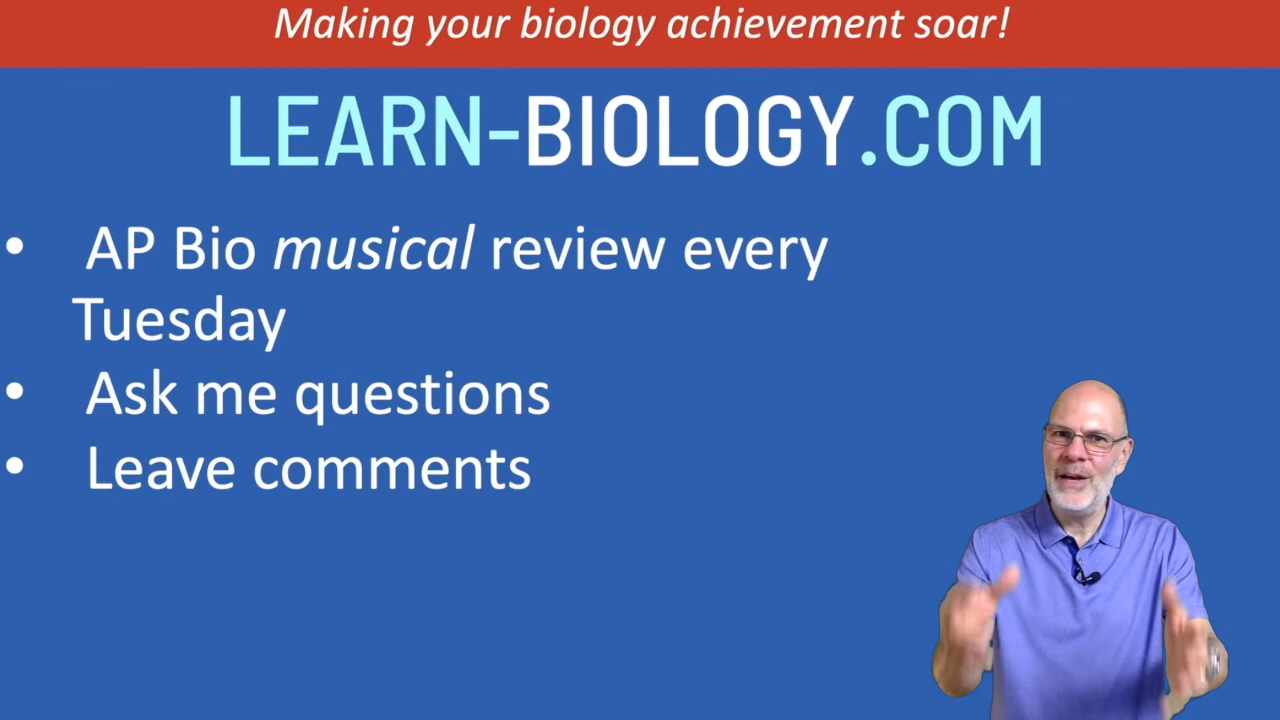 Making your biology achievement soar!
LEARN-BIOLOGY.COM
• AP Bio musical review every
Tuesday
• Ask me questions
• Leave comments